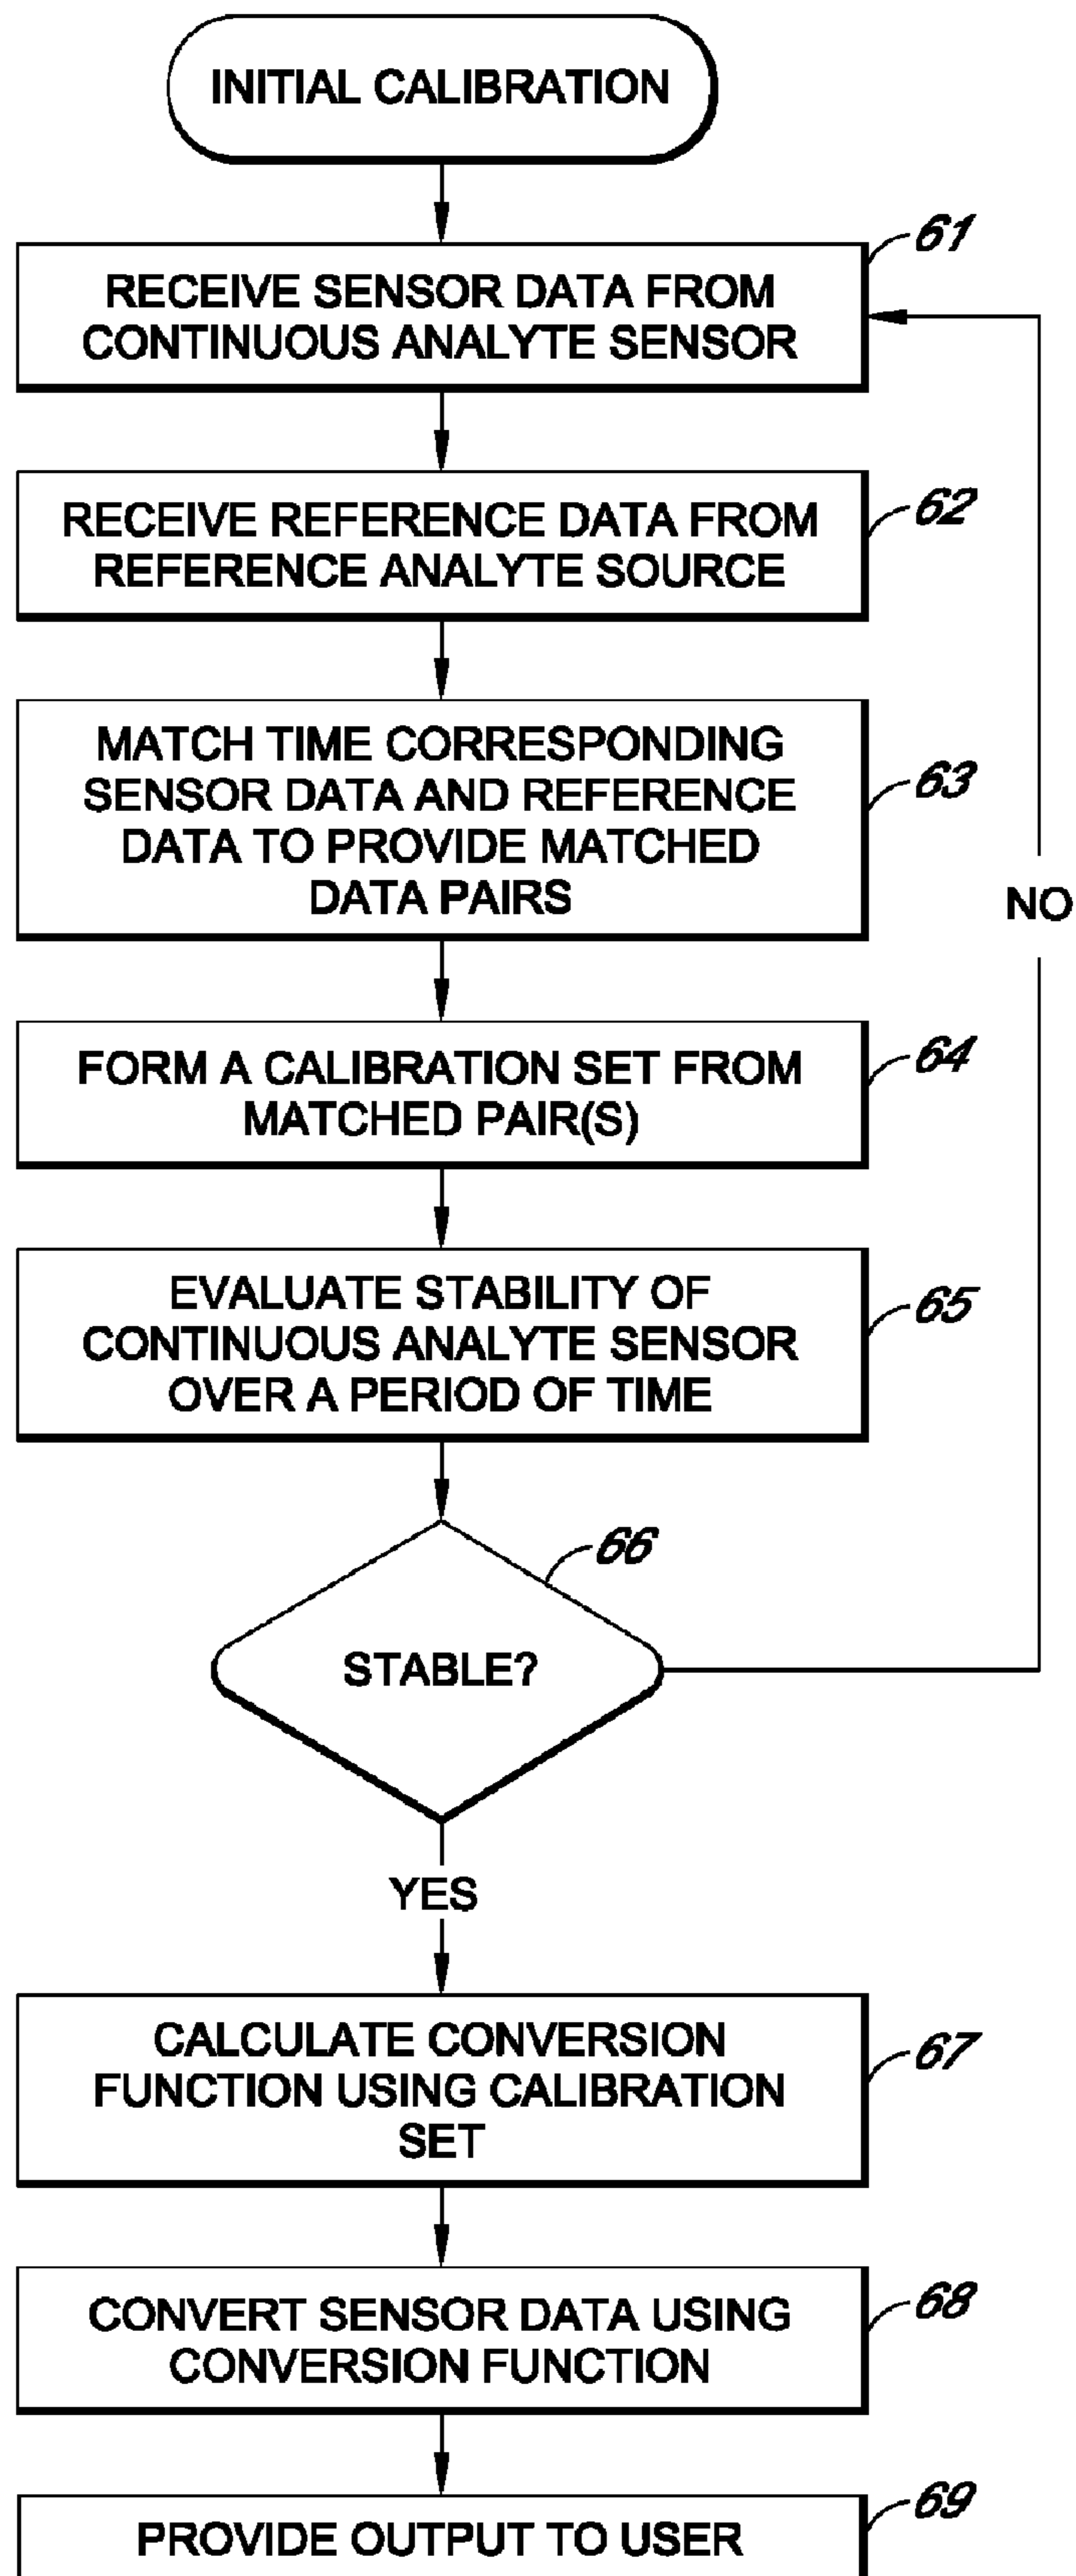 INITIAL CALIBRATION
61
RECEIVE SENSOR DATA FROM
CONTINUOUS ANALYTE SENSOR
62
RECEIVE REFERENCE DATA FROM
REFERENCE ANALYTE SOURCE
63
MATCH TIME CORRESPONDING
SENSOR DATA AND REFERENCE
DATA TO PROVIDE MATCHED
DATA PAIRS
NO
64
FORM A CALIBRATION SET FROM
MATCHED PAIR(S)
65
EVALUATE STABILITY OF
CONTINUOUS ANALYTE SENSOR
OVER A PERIOD OF TIME
66
STABLE?
YES
67
CALCULATE CONVERSION
FUNCTION USING CALIBRATION
SET
68
CONVERT SENSOR DATA USING
CONVERSION FUNCTION
69
PROVIDE OUTPUT TO USER